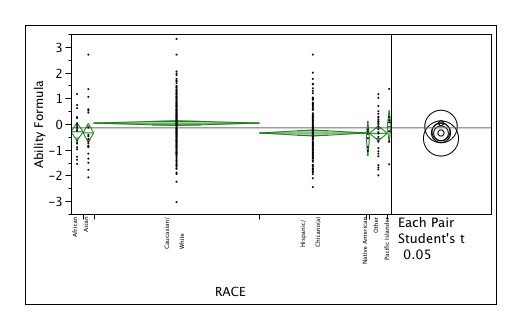 3
2
1
0
-1
-2
-3
Ability Formula
African
Asian
Caucasian/
White
Hispanic/
Chicano(a)
Native American
Other
Pacific Islande
RACE
Each Pair
Student's t
0.05